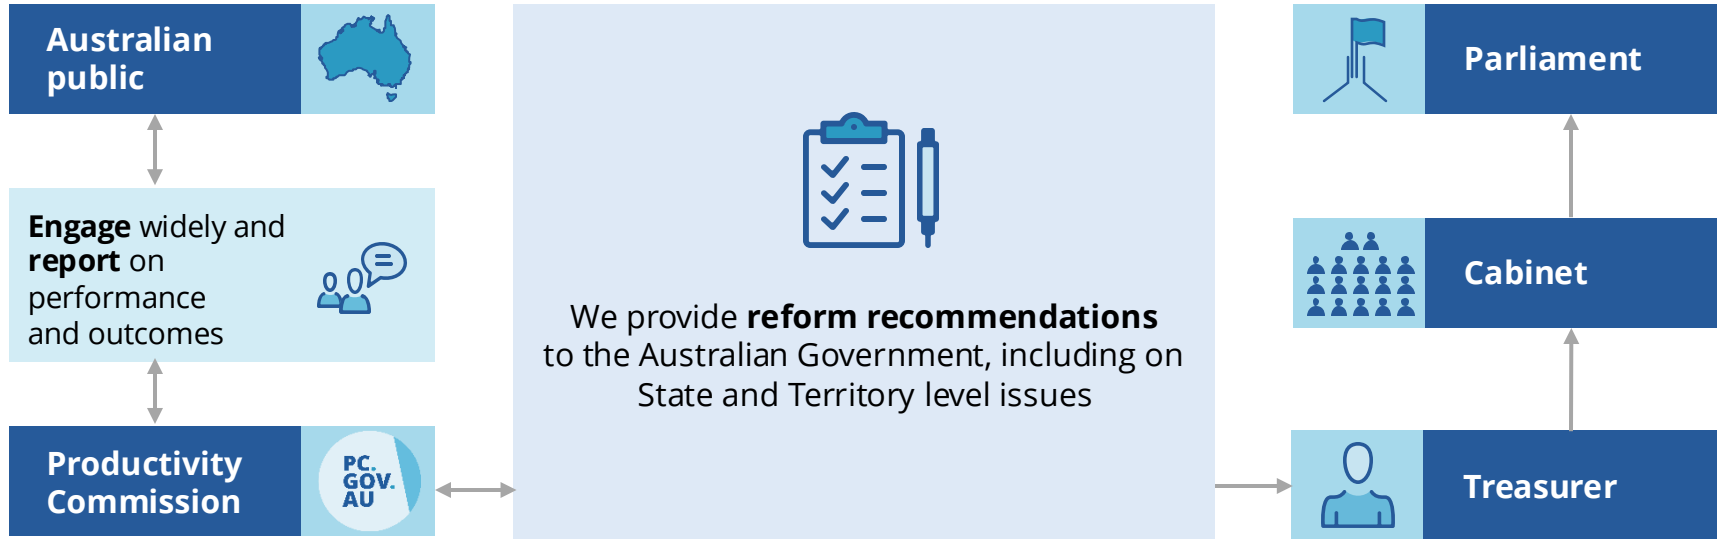 Australian
public
Engage widely and
report on
performance
and outcomes
Productivity
Commission
PC.
GOV.
AU
We provide reform recommendations
to the Australian Government, including on
State and Territory level issues
Parliament
Cabinet
Treasurer